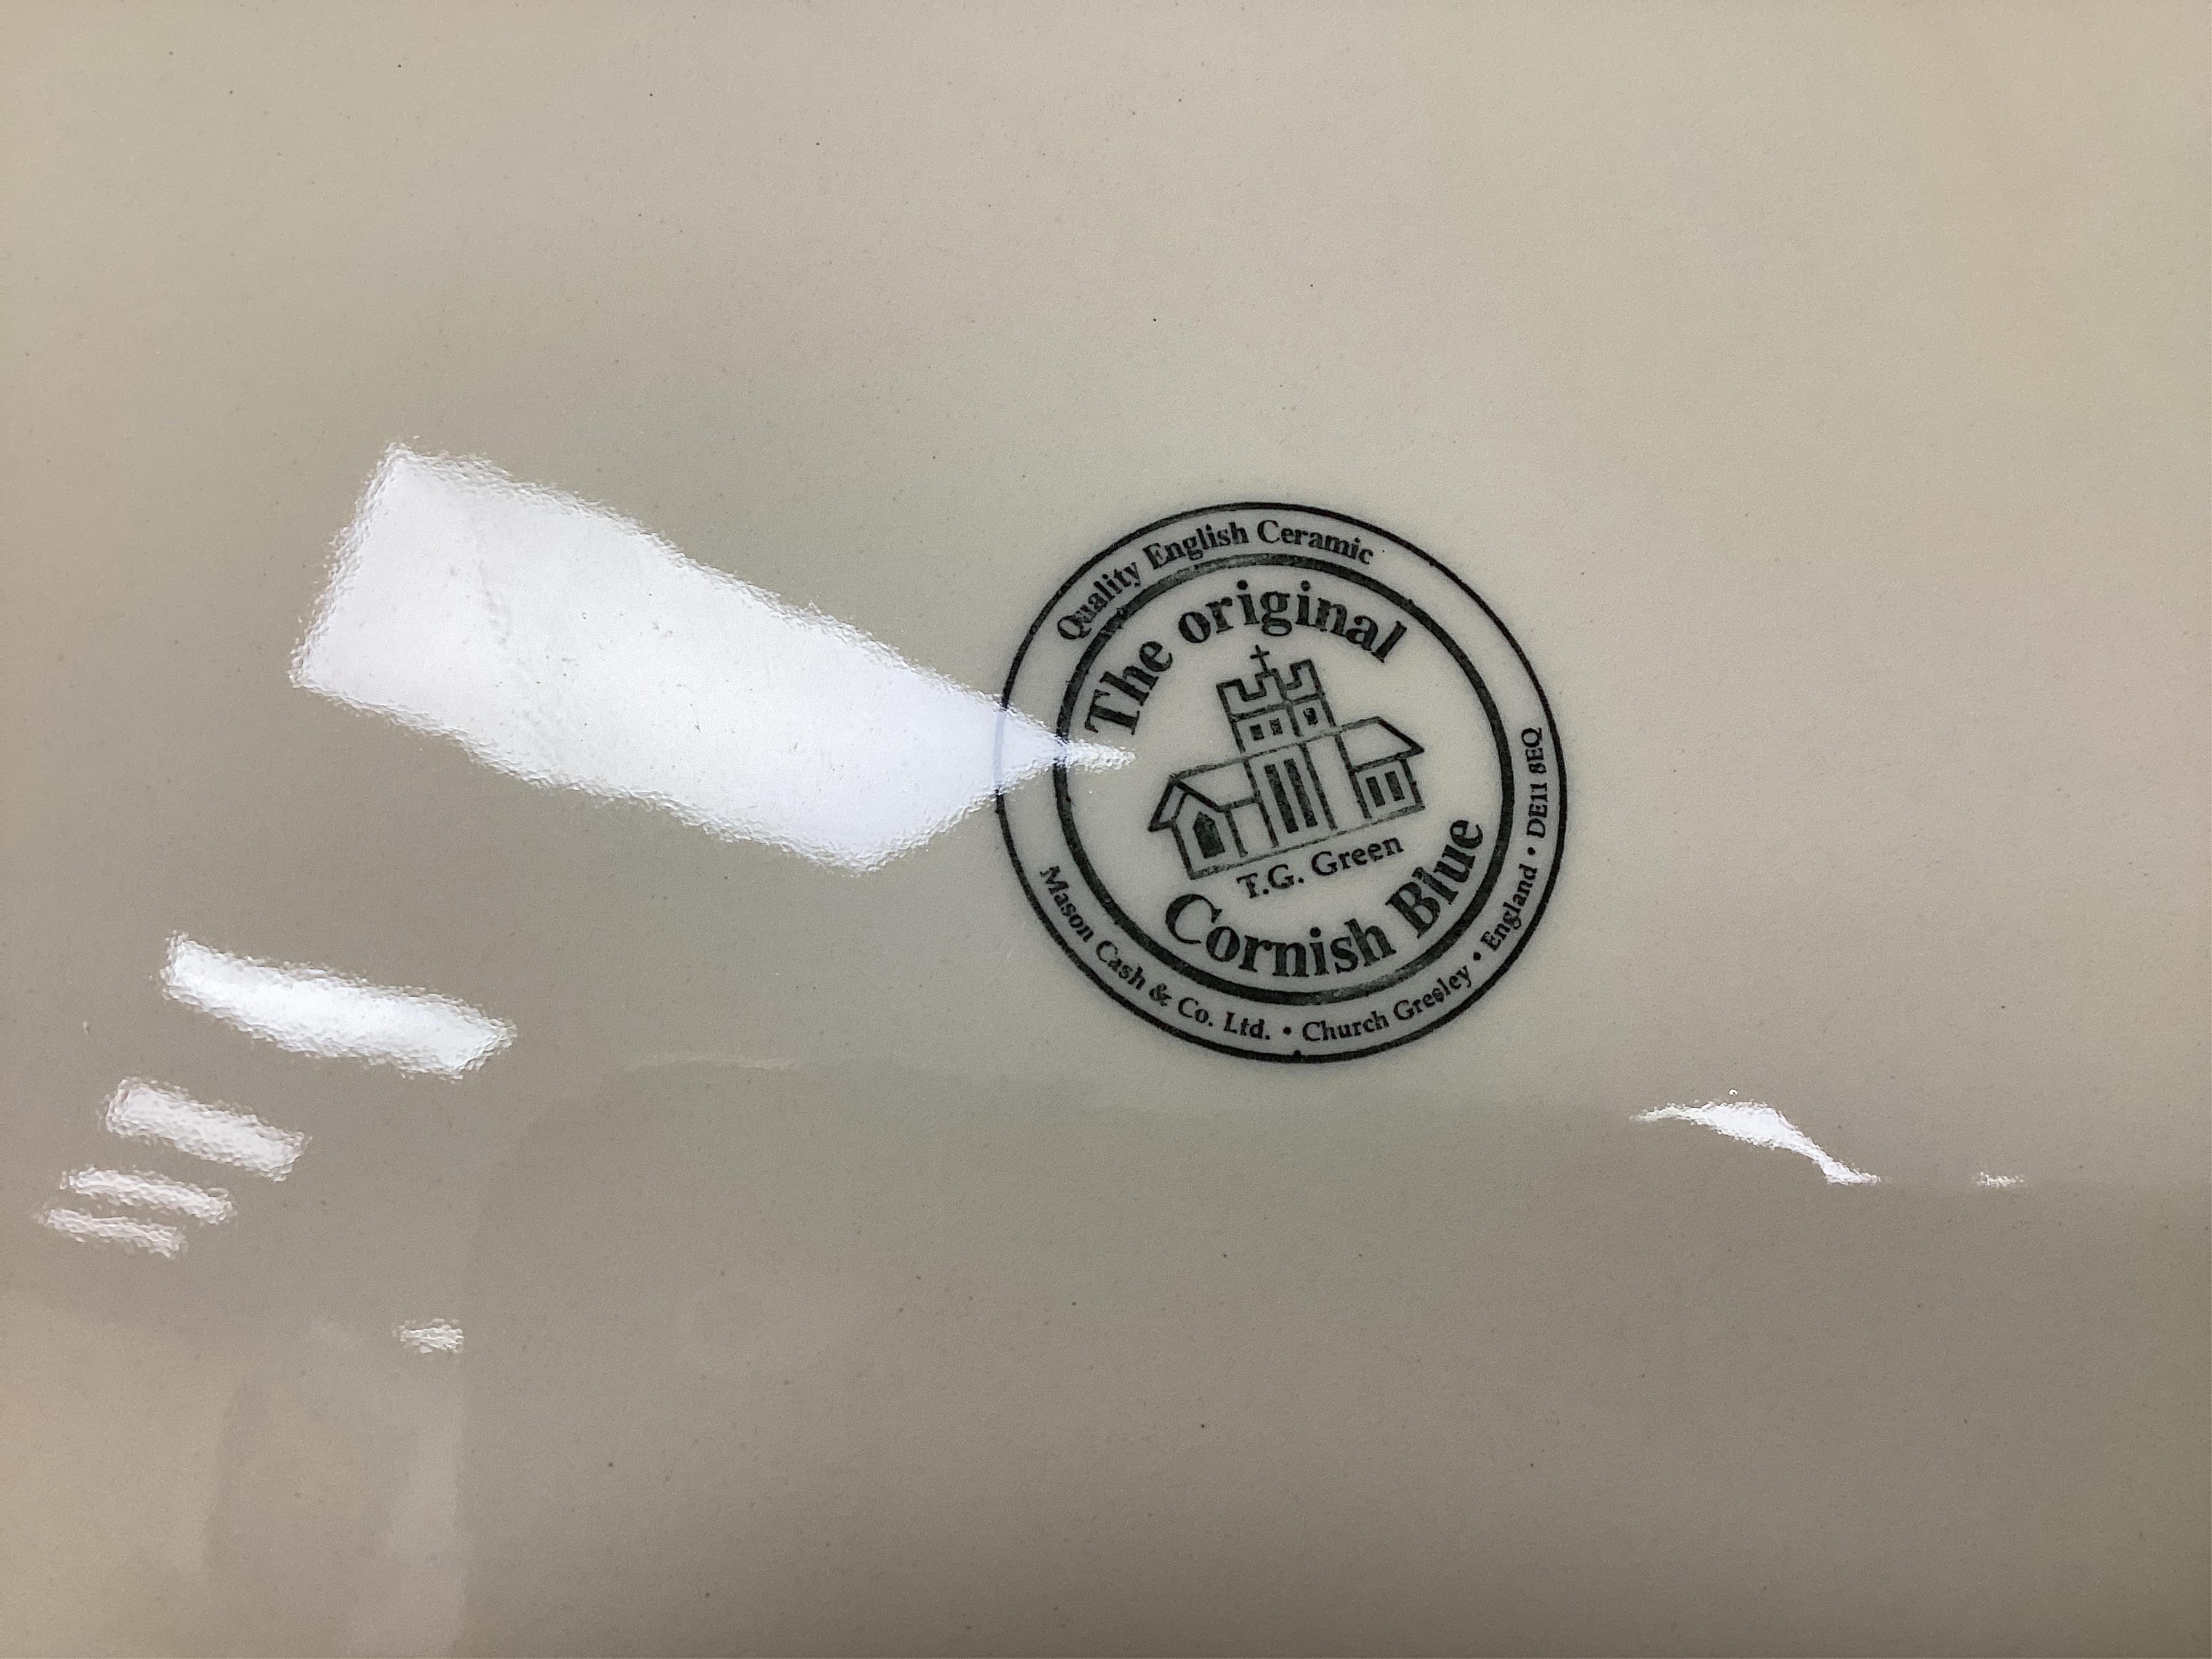 Quality English Ceramic
The original
T.G. Green
Cornish Blue
Mason Cash & Co. Ltd. • Church Gresley • England • DE11 8EQ